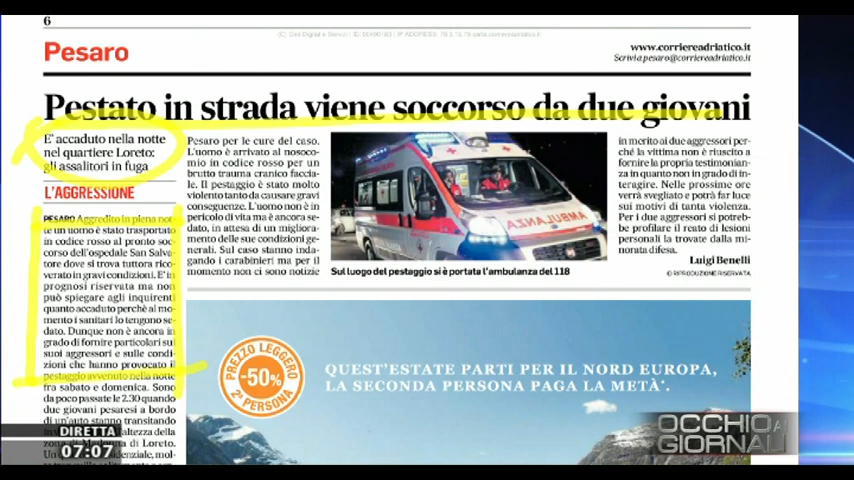 6
Pesaro
www.corriereadriatico.it
Scrivi a pesaro@corriereadriatico.it
Pestato in strada viene soccorso da due giovani
E' accaduto nella notte
nel quartiere Loreto:
gli assalitori in fuga
L'AGGRESSIONE
PESARO Aggredito in plena not-
te un uomo è stato trasportato
in codice rosso al pronto soc-
corso dell'ospedale San Salva-
tore dove si trova tuttora rico-
verato in gravi condizioni. E' in
prognosi riservata ma non
può spiegare agli inquirenti
quanto accaduto perchè al mo-
mento i sanitari lo tengono se-
dato. Dunque non è ancora in
grado di fornire particolari sui
suoi aggressori e sulle condi-
zioni che hanno provocato il
pestaggio avvenuto nella notte
fra sabato e domenica. Sono
da poco passate le 2.30 quando
due giovani pesaresi a bordo
di un'auto stanno transitando
zona di Madonna di Loreto.
Pesaro per le cure del caso.
L'uomo è arrivato al nosoco-
mio in codice rosso per un
brutto trauma cranico faccia-
le. Il pestaggio è stato molto
violento tanto da causare gravi
conseguenze. L'uomo non è in
pericolo di vita ma è ancora se-
dato, in attesa di un migliora-
mento delle sue condizioni ge-
nerali. Sul caso stanno inda-
gando i carabinieri ma per il
momento non ci sono notizie
AMBULANZA
Sul luogo del pestaggio si è portata l'ambulanza del 118
in merito ai due aggressori per-
ché la vittima non è riuscito a
fornire la propria testimonian-
za in quanto non in grado di in-
teragire. Nelle prossime ore
verrà svegliato e potrà far luce
sui motivi di tanta violenza.
Per i due aggressori si potreb-
be profilare il reato di lesioni
personali la trovate dalla mi-
norata difesa.
Luigi Benelli
© RIPRODUZIONE RISERVATA
PREZZO LEGGERO
-50%
2ª PERSONA
QUEST'ESTATE PARTI PER IL NORD EUROPA,
LA SECONDA PERSONA PAGA LA METÀ*.
DIRETTA
07:07
OCCHIO AI
GIORNALI